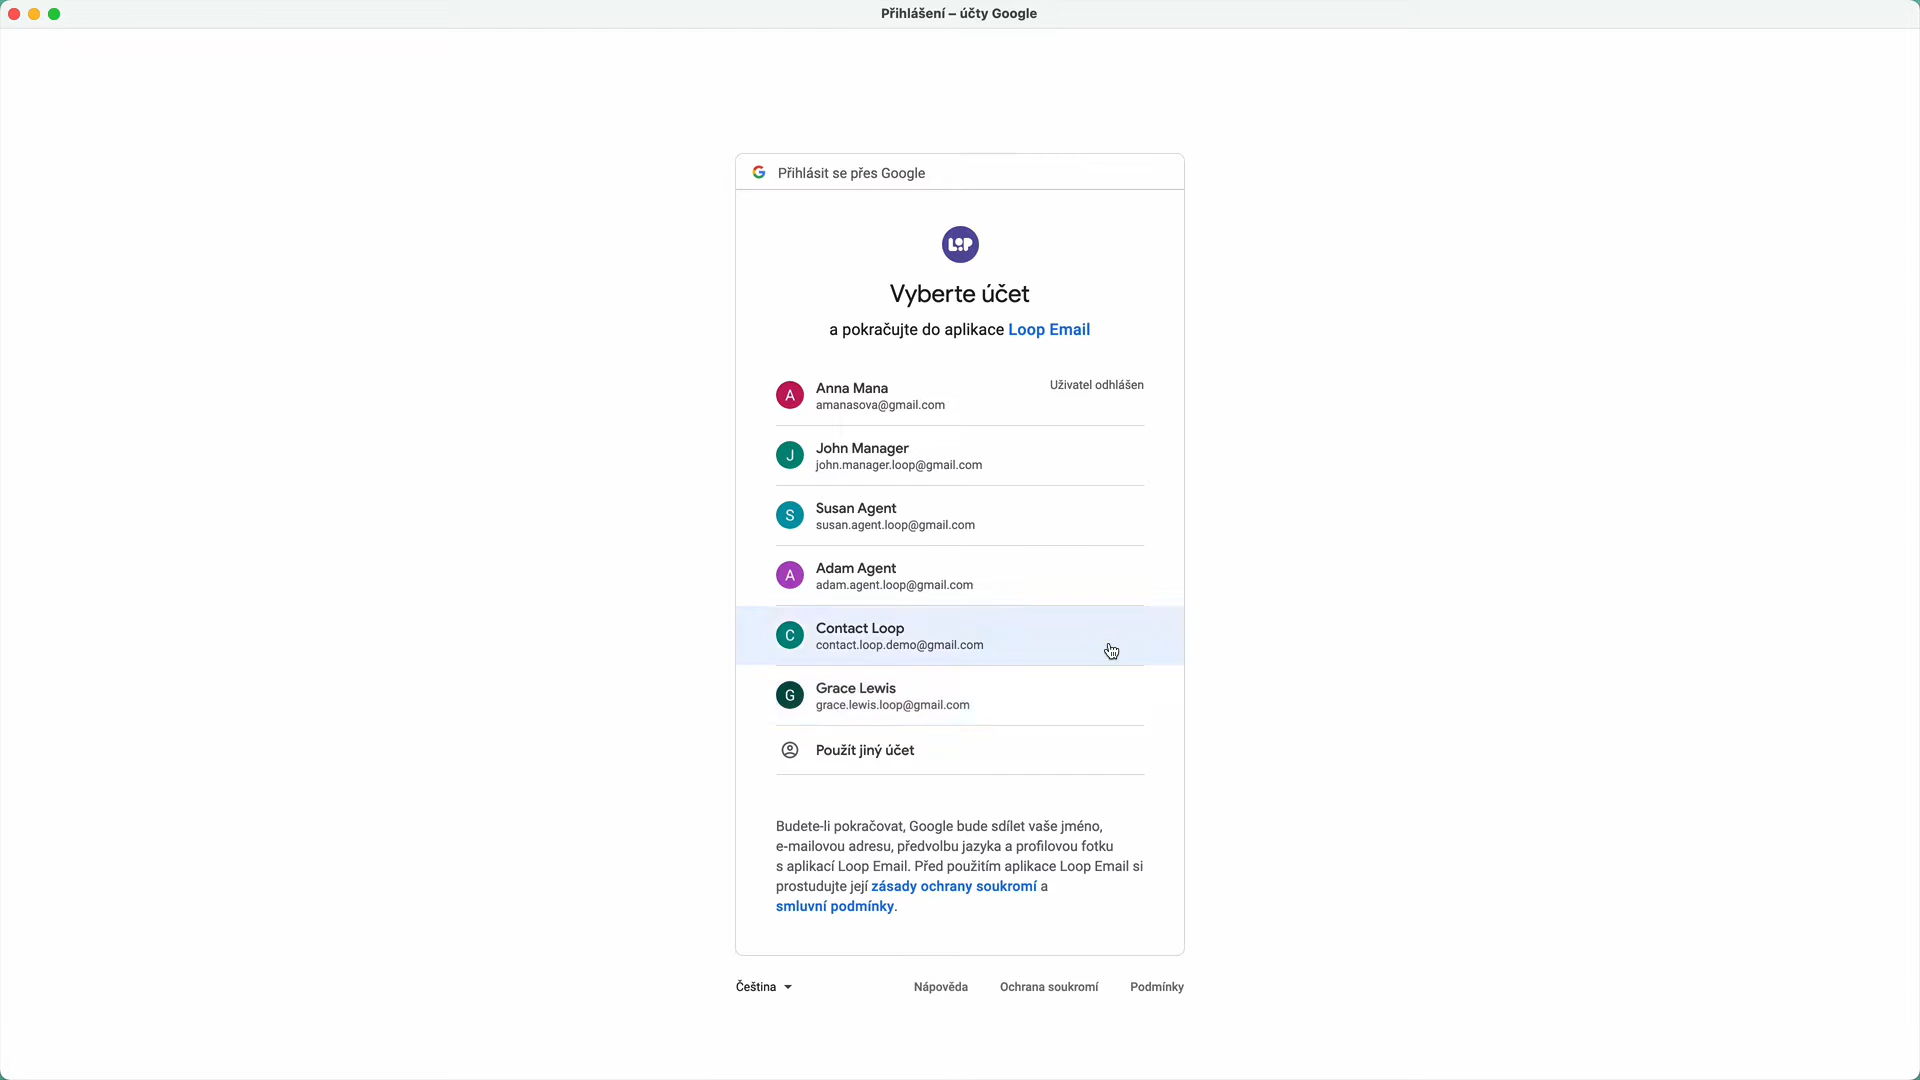 Přihlášení – účty Google
Přihlásit se přes Google
LOOP
Vyberte účet
a pokračujte do aplikace Loop Email
A
Anna Mana
Uživatel odhlášen
amanasova@gmail.com
J
John Manager
john.manager.loop@gmail.com
S
Susan Agent
susan.agent.loop@gmail.com
A
Adam Agent
adam.agent.loop@gmail.com
C
Contact Loop
contact.loop.demo@gmail.com
G
Grace Lewis
grace.lewis.loop@gmail.com
Použít jiný účet
Budete-li pokračovat, Google bude sdílet vaše jméno,
e-mailovou adresu, předvolbu jazyka a profilovou fotku
s aplikací Loop Email. Před použitím aplikace Loop Email si
prostudujte její zásady ochrany soukromí a
smluvní podmínky.
Čeština
Nápověda
Ochrana soukromí
Podmínky